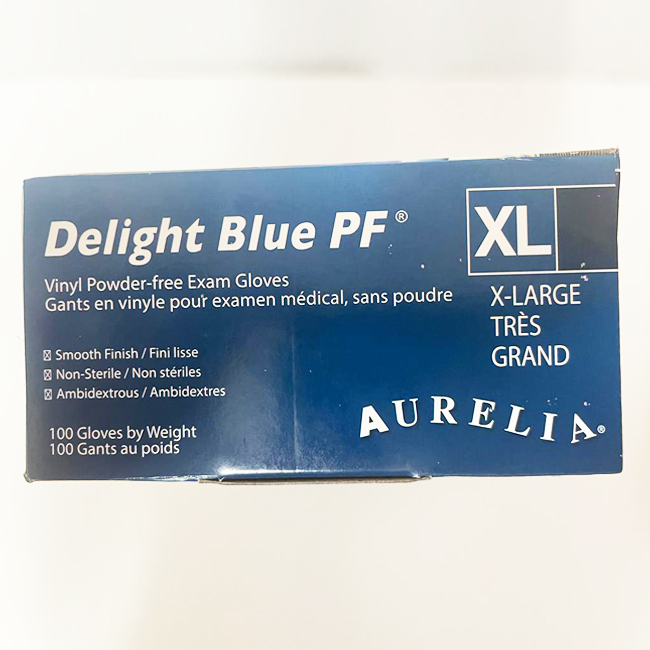 Delight Blue PF®
Vinyl Powder-free Exam Gloves
Gants en vinyle pour examen médical, sans poudre
Smooth Finish / Fini lisse
Non-Sterile / Non stériles
Ambidextrous / Ambidextres
100 Gloves by Weight
100 Gants au poids
XL
X-LARGE
TRÈS
GRAND
AURELIA®